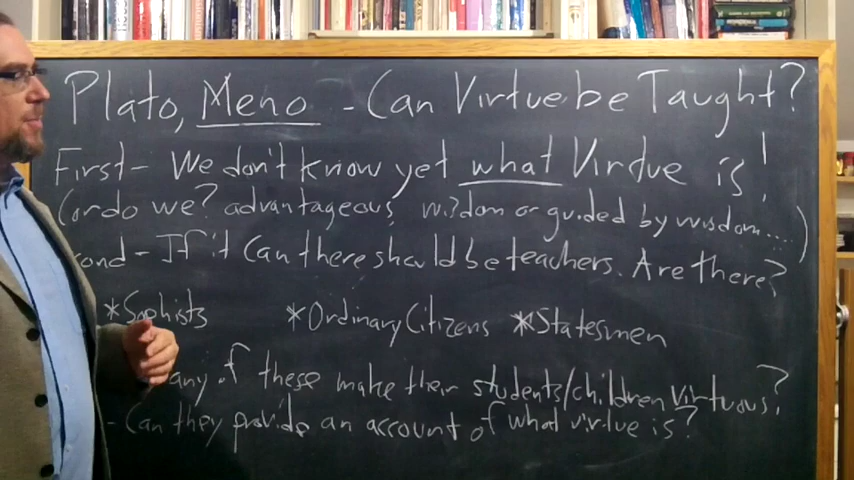 Plato, Meno - Can Virtue be Taught?
First - We don't know yet what Virtue is!
(or do we? advantageous, wisdom or guided by wisdom....)
ond - If it can there should be teachers. Are there?
*Sophists *Ordinary Citizens *Statesmen
any of these make their students/children virtuous?
- Can they provide an account of what virtue is?